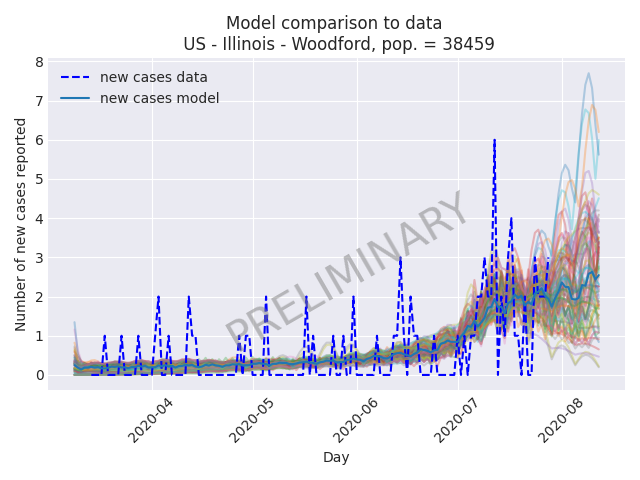 Model comparison to data
US - Illinois - Woodford, pop. = 38459
8
7
6
5
4
3
2
1
0
Number of new cases reported
new cases data
new cases model
PRELIMINARY
2020-04
2020-05
2020-06
2020-07
2020-08
Day